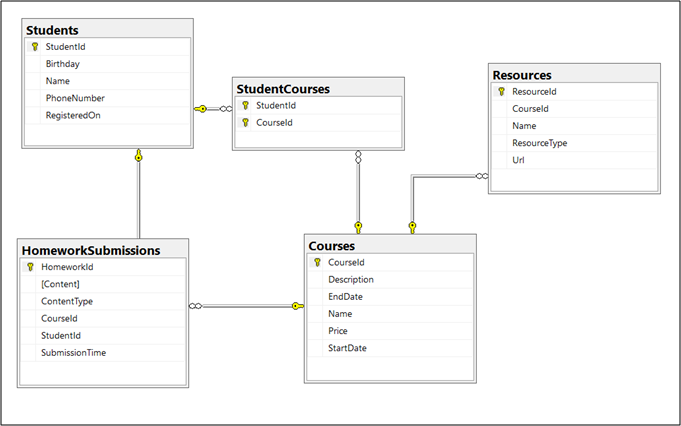 Students
StudentId
Birthday
Name
PhoneNumber
RegisteredOn
StudentCourses
StudentId
CourseId
Resources
ResourceId
CourseId
Name
ResourceType
Url
HomeworkSubmissions
HomeworkId
[Content]
ContentType
CourseId
StudentId
SubmissionTime
Courses
CourseId
Description
EndDate
Name
Price
StartDate